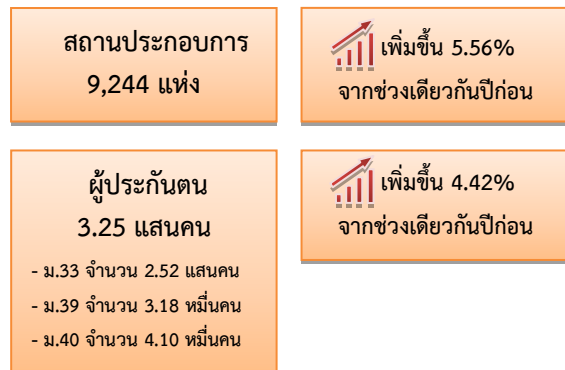 สถานประกอบการ
9,244 แห่ง
เพิ่มขึ้น 5.56%
จากช่วงเดียวกันปีก่อน
ผู้ประกันตน
3.25 แสนคน
- ม.33 จำนวน 2.52 แสนคน
- ม.39 จำนวน 3.18 หมื่นคน
- ม.40 จำนวน 4.10 หมื่นคน
เพิ่มขึ้น 4.42%
จากช่วงเดียวกันปีก่อน